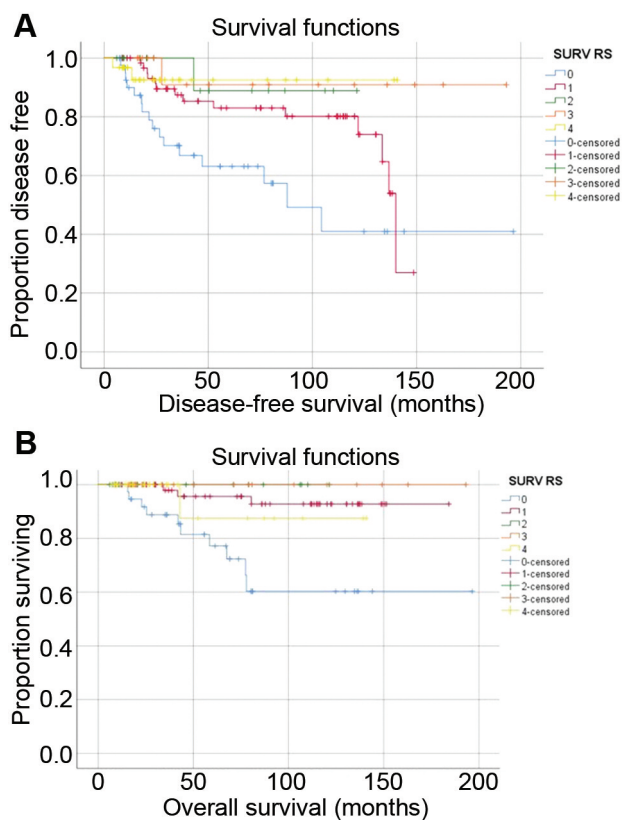 A
Survival functions
SURV RS
0
1
2
3
4
0-censored
1-censored
2-censored
3-censored
4-censored
Proportion disease free
1.0
0.8
0.6
0.4
0.2
0.0
0 50 100 150 200
Disease-free survival (months)
B
Survival functions
SURV RS
0
1
2
3
4
0-censored
1-censored
2-censored
3-censored
4-censored
Proportion surviving
1.0
0.8
0.6
0.4
0.2
0.0
0 50 100 150 200
Overall survival (months)